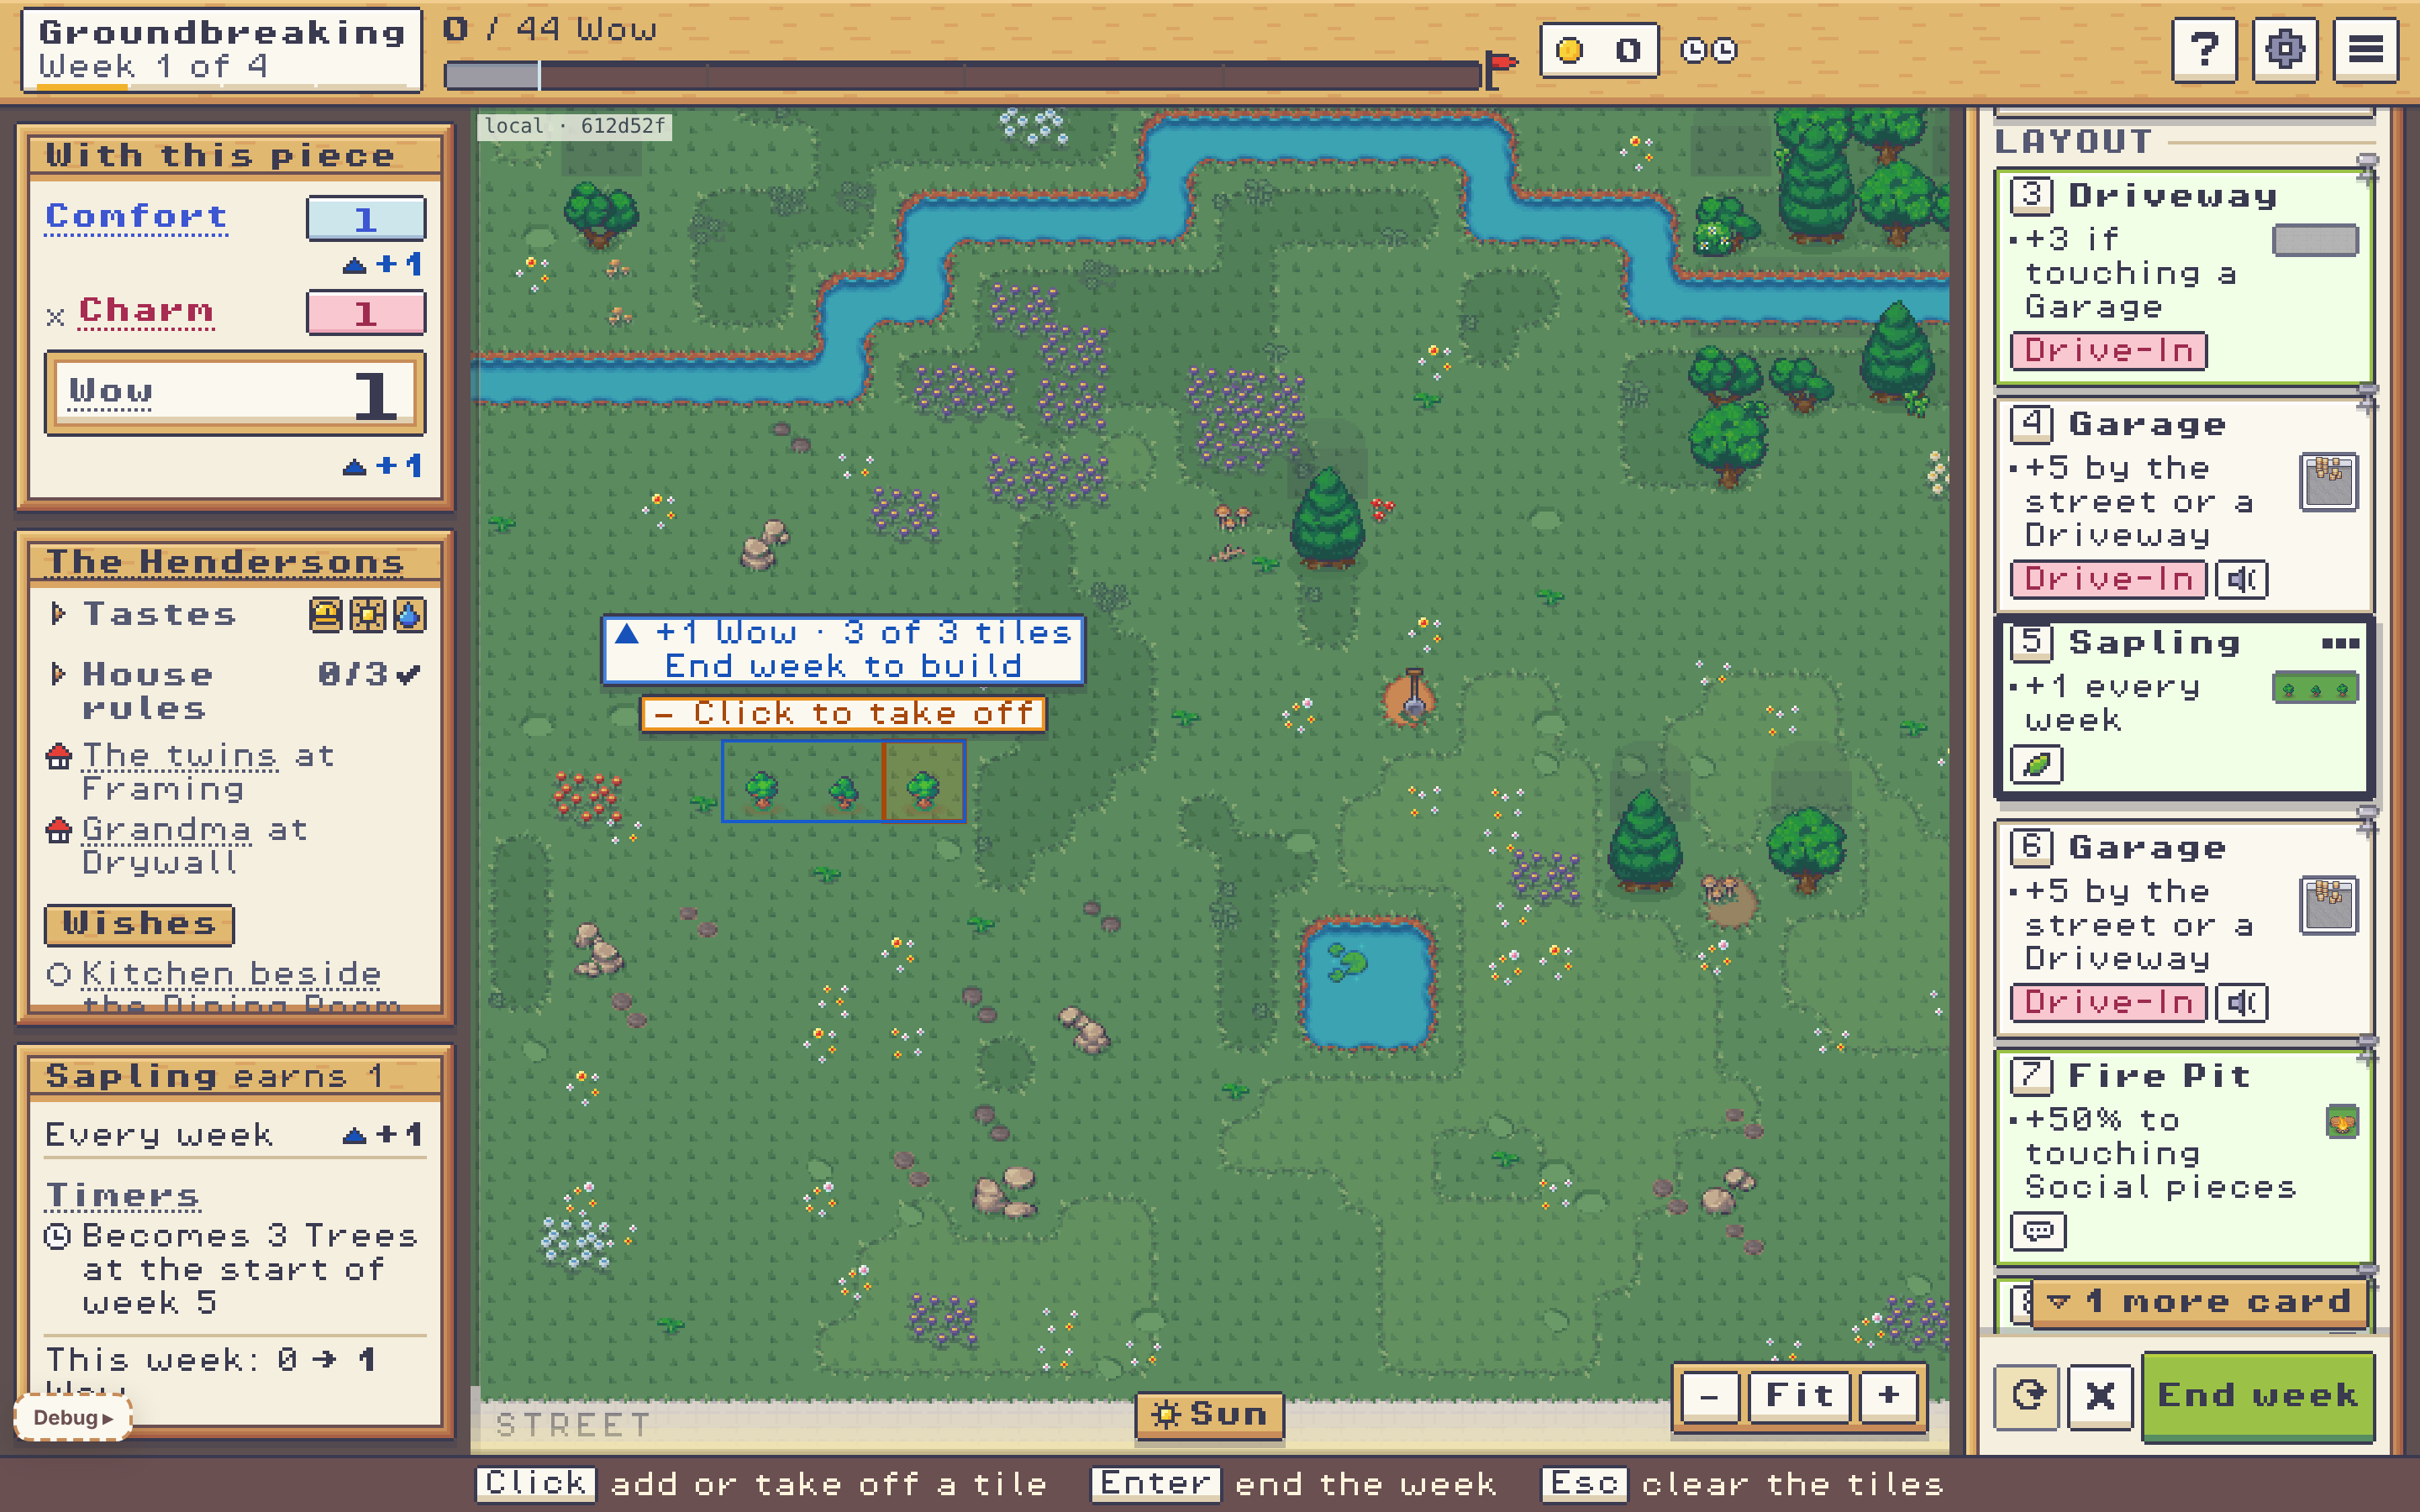 Groundbreaking
Week 1 of 4
0 / 44 Wow
0
?
local · 612d52f
With this piece
Comfort 1
▲ +1
x Charm 1
Wow 1
▲ +1
The Hendersons
Tastes
House rules 0/3
The twins at
Framing
Grandma at
Drywall
Wishes
Kitchen beside
the Dining Room
Sapling earns 1
Every week ▲ +1
Timers
Becomes 3 Trees
at the start of
week 5
This week: 0 → 1
Debug ▸
▲ +1 Wow · 3 of 3 tiles
End week to build
– Click to take off
STREET
Sun
– Fit +
LAYOUT
3 Driveway
+3 if
touching a
Garage
Drive-In
4 Garage
+5 by the
street or a
Driveway
Drive-In
5 Sapling
+1 every
week
6 Garage
+5 by the
street or a
Driveway
Drive-In
7 Fire Pit
+50% to
touching
Social pieces
▼ 1 more card
End week
Click add or take off a tile Enter end the week Esc clear the tiles